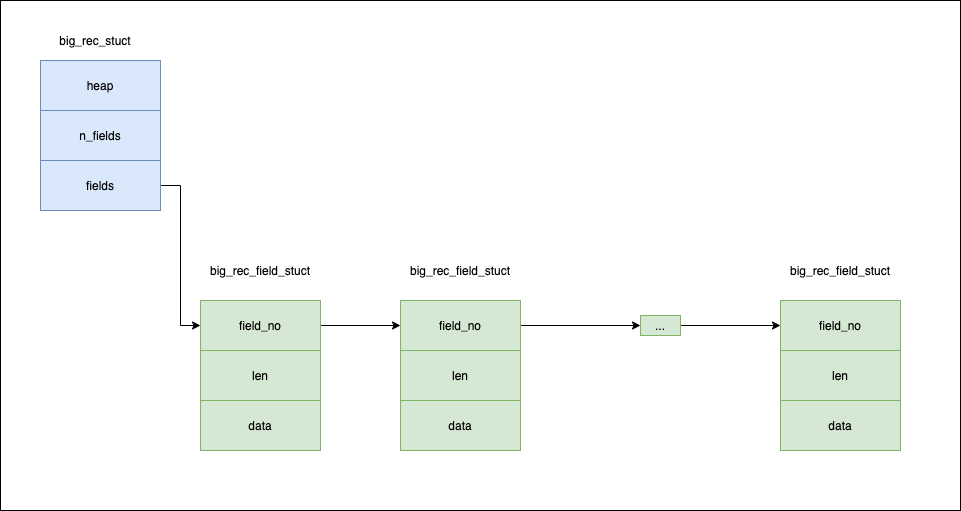 big_rec_stuct
heap
n_fields
fields
big_rec_field_stuct
big_rec_field_stuct
big_rec_field_stuct
field_no
field_no
...
field_no
len
len
len
data
data
data